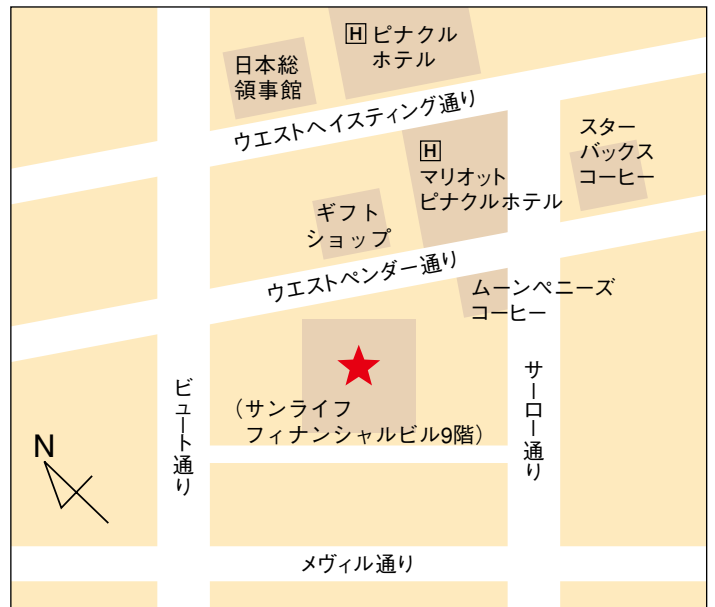 H ピナクル
ホテル
日本総
領事館
ウエストヘイスティング通り
スター
バックス
コーヒー
H
マリオット
ピナクルホテル
ギフト
ショップ
ウエストペンダー通り
ムーンペニーズ
コーヒー
ビュート通り
サーロー通り
（サンライフ
フィナンシャルビル9階）
N
メヴィル通り